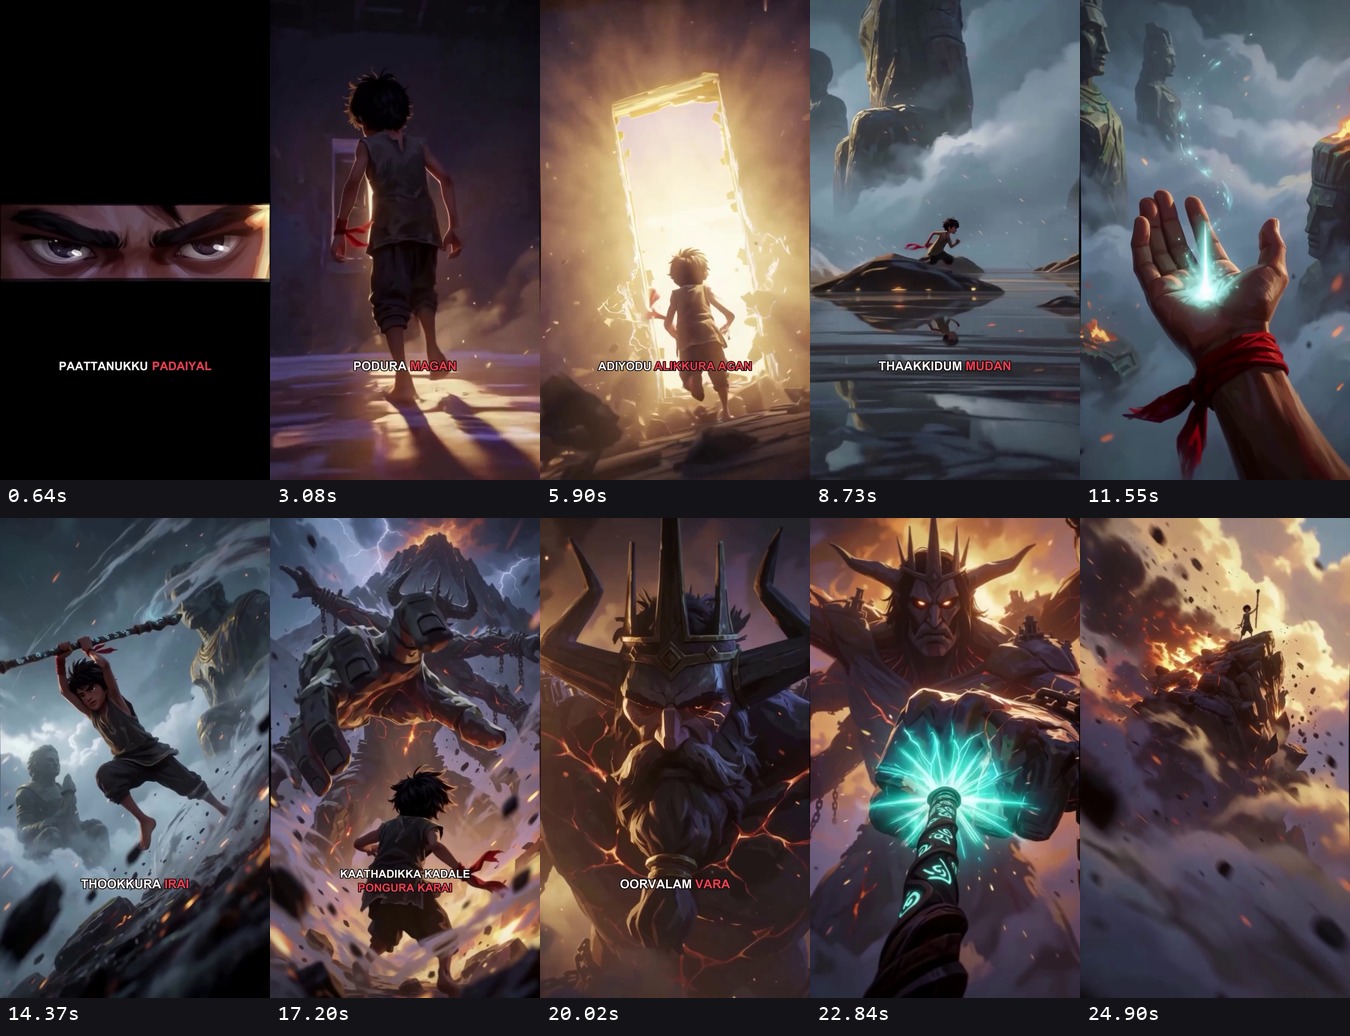 PAATTANUKKU PADAIYAL
PODURA MAGAN
ADIYODU ALIKKURA AGAN
THAAKKIDUM MUDAN
0.64s
3.08s
5.90s
8.73s
11.55s
THOOKKURA IRAI
KAATHADIKKA KADALE
PONGURA KARAI
OORVALAM VARA
14.37s
17.20s
20.02s
22.84s
24.90s